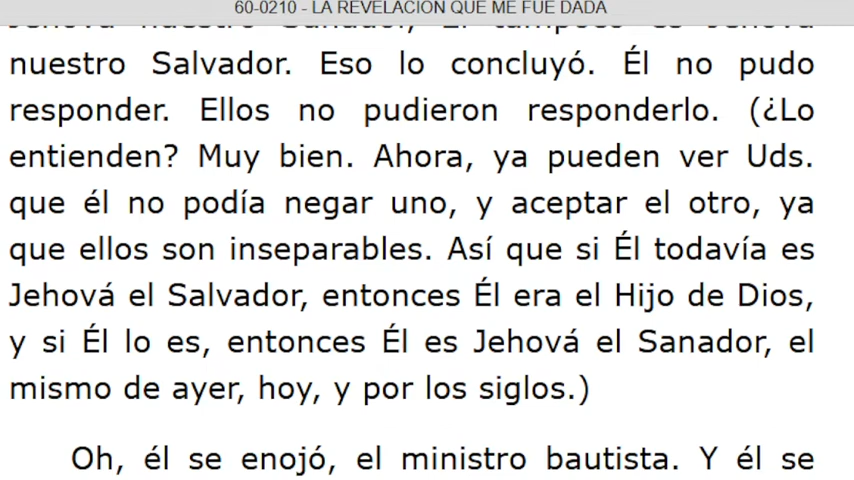 60-0210 - LA REVELACION QUE ME FUE DADA
nuestro Salvador. Eso lo concluyó. Él no pudo
responder. Ellos no pudieron responderlo. (¿Lo
entienden? Muy bien. Ahora, ya pueden ver Uds.
que él no podía negar uno, y aceptar el otro, ya
que ellos son inseparables. Así que si Él todavía es
Jehová el Salvador, entonces Él era el Hijo de Dios,
y si Él lo es, entonces Él es Jehová el Sanador, el
mismo de ayer, hoy, y por los siglos.)
Oh, él se enojó, el ministro bautista. Y él se